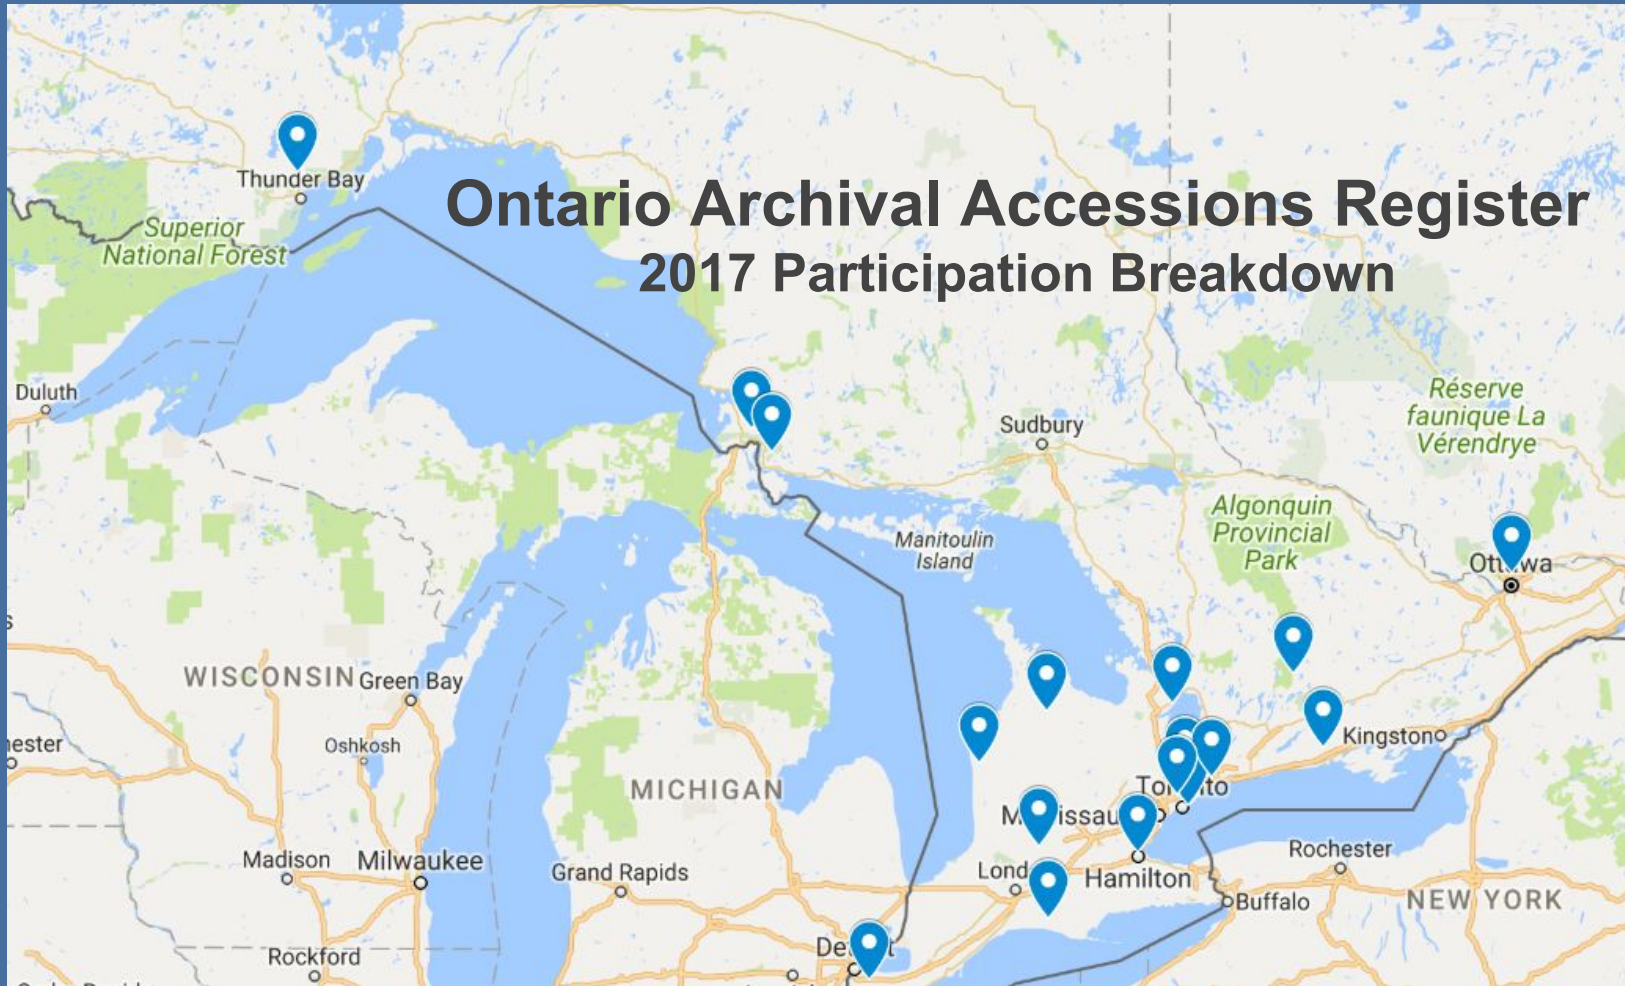 Thunder Bay
Ontario Archival Accessions Register
Superior
National Forest
2017 Participation Breakdown
Duluth
Réserve
faunique La
Vérendrye
Sudbury
Algonquin
Provincial
Park
Manitoulin
Island
WISCONSIN
Green Bay
Oshkosh
Kingston
MICHIGAN
Madison
Milwaukee
Grand Rapids
Hamilton
Rochester
Buffalo
NEW YORK
Rockford